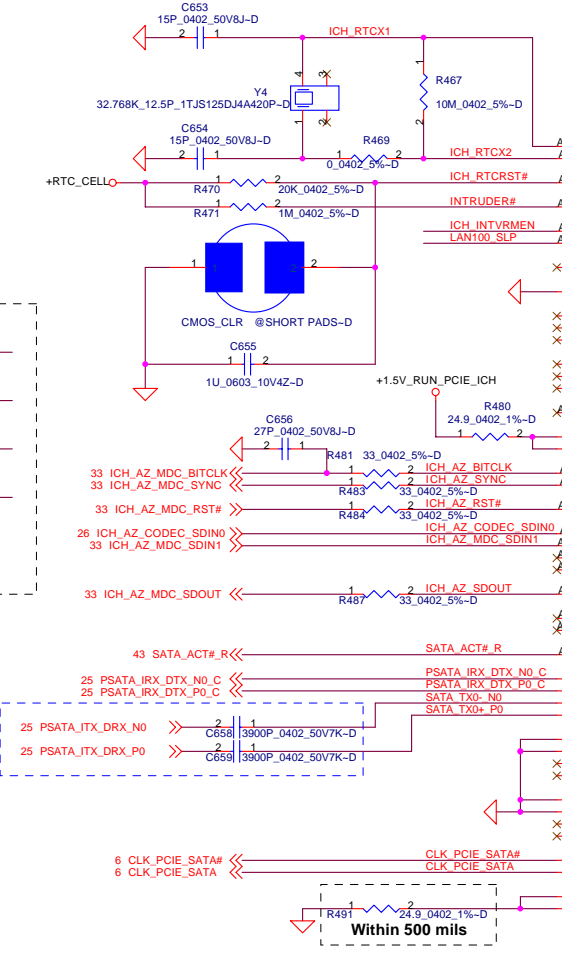 C653
15P_0402_50V8J~D
2 1
ICH_RTCX1
4 3
Y4
32.768K_12.5P_1TJS125DJ4A420P~D
1 2
1
R467
10M_0402_5%~D
2
C654
15P_0402_50V8J~D
2 1
R469
1 2
0_0402_5%~D
ICH_RTCX2
+RTC_CELL
1 2
R470 20K_0402_5%~D
ICH_RTCRST#
1 2
R471 1M_0402_5%~D
INTRUDER#
ICH_INTVRMEN
LAN100_SLP
1 1 2 2
CMOS_CLR @SHORT PADS~D
C655
1 2
1U_0603_10V4Z~D
+1.5V_RUN_PCIE_ICH
R480
24.9_0402_1%~D
1 2
C656
27P_0402_50V8J~D
2 1
R481 33_0402_5%~D
33 ICH_AZ_MDC_BITCLK 1 2 ICH_AZ_BITCLK
33 ICH_AZ_MDC_SYNC 1 2 ICH_AZ_SYNC
R483 33_0402_5%~D
33 ICH_AZ_MDC_RST# 1 2 ICH_AZ_RST#
R484 33_0402_5%~D
26 ICH_AZ_CODEC_SDIN0 ICH_AZ_CODEC_SDIN0
33 ICH_AZ_MDC_SDIN1 ICH_AZ_MDC_SDIN1
33 ICH_AZ_MDC_SDOUT 1 2 ICH_AZ_SDOUT
R487 33_0402_5%~D
43 SATA_ACT#_R SATA_ACT#_R
25 PSATA_IRX_DTX_N0_C PSATA_IRX_DTX_N0_C
25 PSATA_IRX_DTX_P0_C PSATA_IRX_DTX_P0_C
SATA_TX0-_N0
SATA_TX0+_P0
25 PSATA_ITX_DRX_N0 2 1
C658 3900P_0402_50V7K~D
25 PSATA_ITX_DRX_P0 2 1
C659 3900P_0402_50V7K~D
6 CLK_PCIE_SATA# CLK_PCIE_SATA#
6 CLK_PCIE_SATA CLK_PCIE_SATA
1 2
R491 24.9_0402_1%~D
Within 500 mils